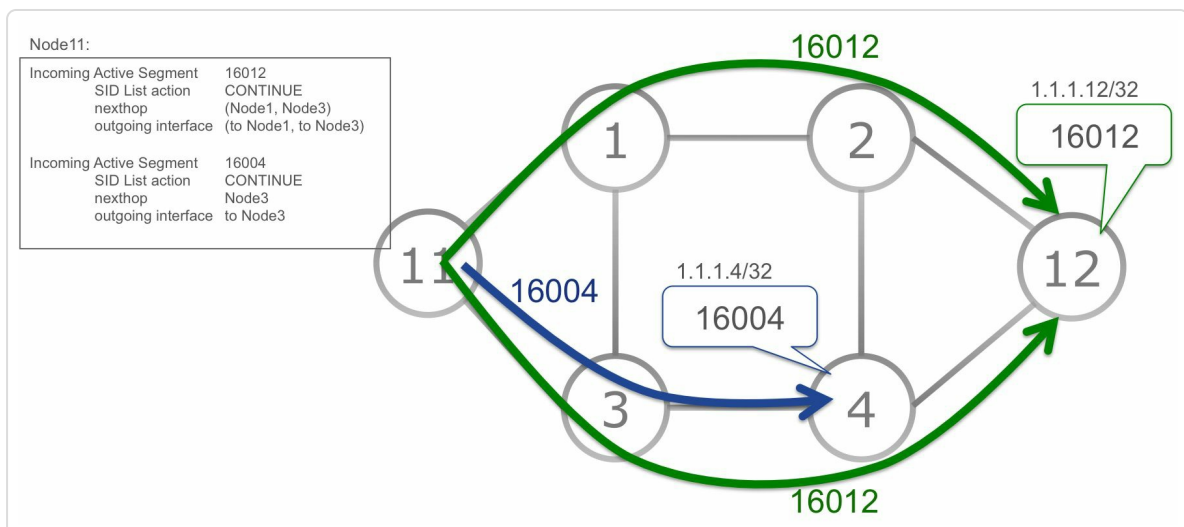 Node11:
Incoming Active Segment 16012
SID List action CONTINUE
nexthop (Node1, Node3)
outgoing interface (to Node1, to Node3)
Incoming Active Segment 16004
SID List action CONTINUE
nexthop Node3
outgoing interface to Node3
16012
1.1.1.12/32
16012
1
2
11
16004
1.1.1.4/32
16004
12
3
4
16012